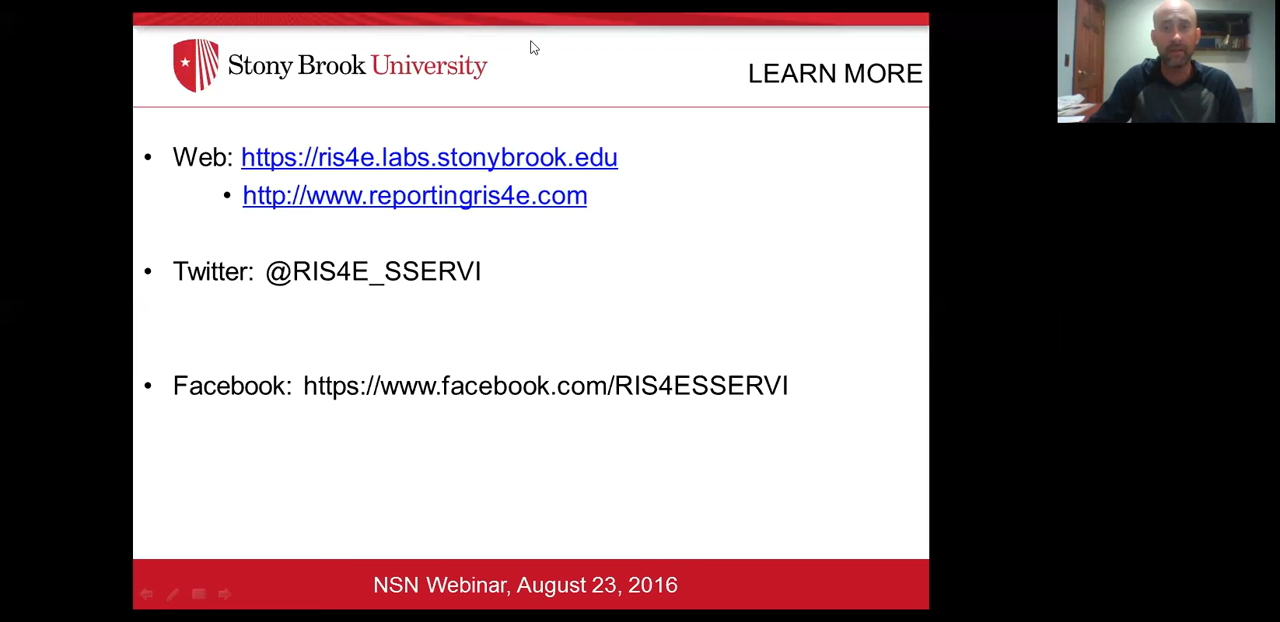 Stony Brook University
LEARN MORE
• Web: https://ris4e.labs.stonybrook.edu
• http://www.reportingris4e.com
• Twitter: @RIS4E_SSERVI
• Facebook: https://www.facebook.com/RIS4ESSERVI
NSN Webinar, August 23, 2016